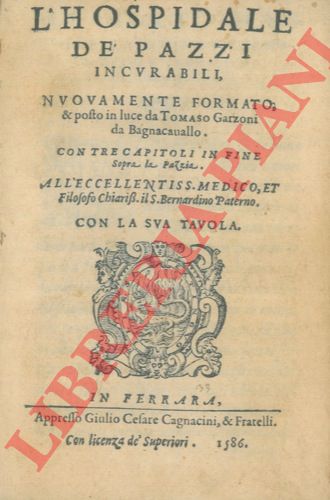 L'HOSPIDALE
DE' PAZZI
INCVRABILI,
NVOVAMENTE FORMATO;
& posto in luce da TOMASO Garzoni
da Bagnacauallo.
CON TRE CAPITOLI IN FINE
Sopra la Pazzia.
ALL'ECCELLENTISS. MEDICO, ET
Filosofo Chiariss. il S. Bernardino Paterno.
CON LA SVA TAVOLA.
IN FERRARA,
Appresso Giulio Cesare Cagnacini, & Fratelli.
Con licenza de' Superiori. 1586.
LIBRERIA PIANI